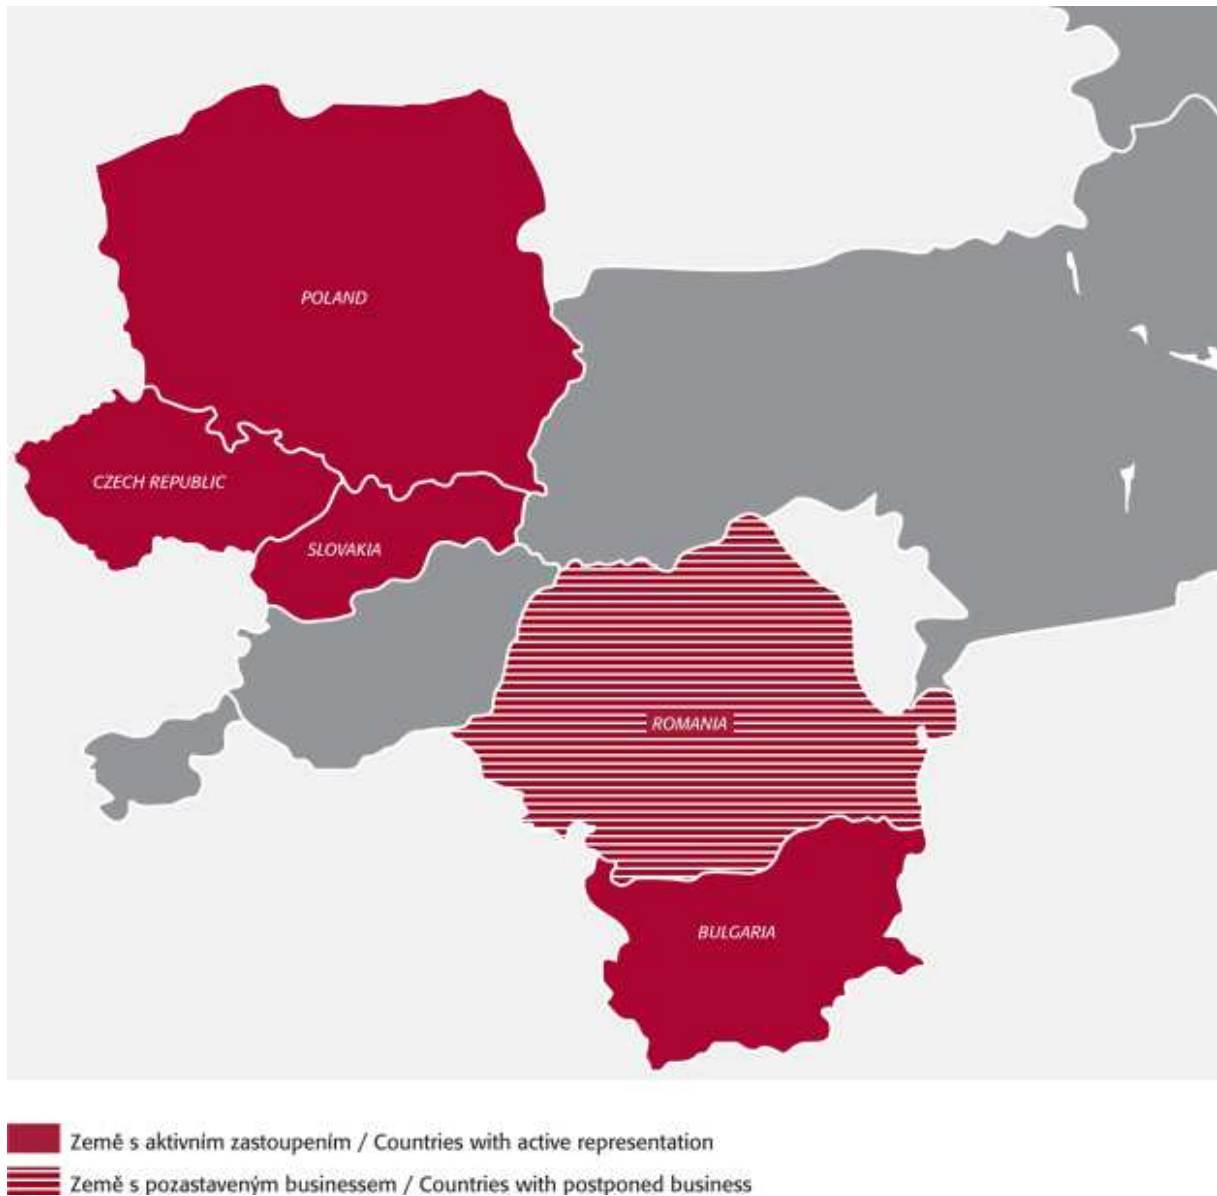 POLAND
CZECH REPUBLIC
SLOVAKIA
ROMANIA
BULGARIA
Země s aktivním zastoupením / Countries with active representation
Země s pozastaveným businessem / Countries with postponed business